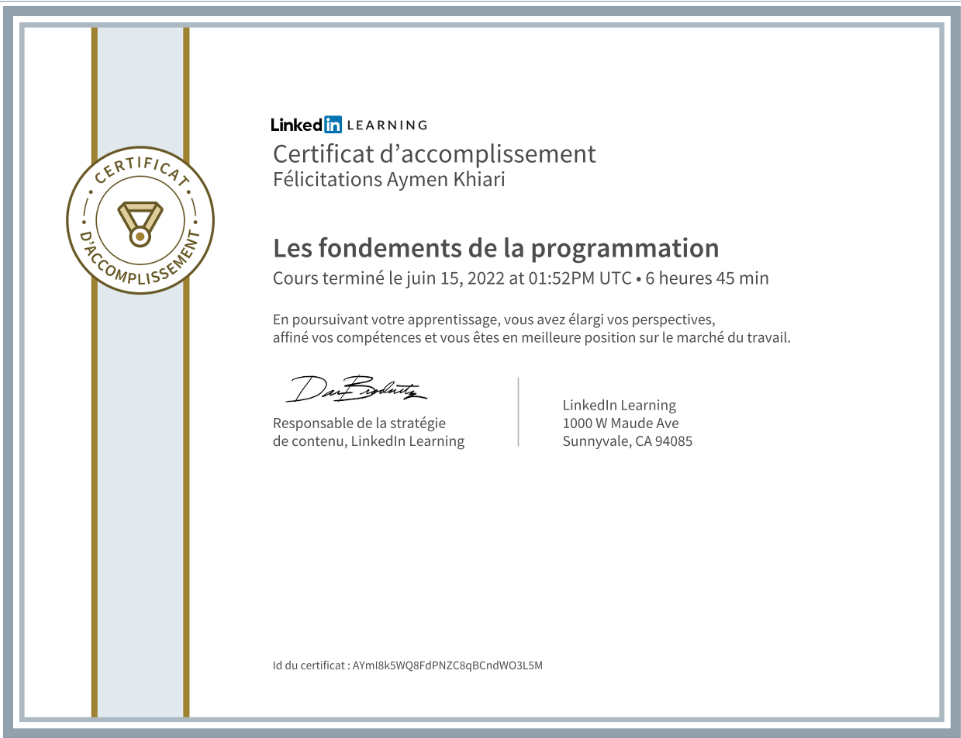 CERTIFICAT
D'ACCOMPLISSEMENT
Linked in LEARNING
Certificat d’accomplissement
Félicitations Aymen Khiari
Les fondements de la programmation
Cours terminé le juin 15, 2022 at 01:52PM UTC • 6 heures 45 min
En poursuivant votre apprentissage, vous avez élargi vos perspectives,
affiné vos compétences et vous êtes en meilleure position sur le marché du travail.
Responsable de la stratégie
de contenu, LinkedIn Learning
LinkedIn Learning
1000 W Maude Ave
Sunnyvale, CA 94085
Id du certificat : AYmI8k5WQ8FdPNZC8qBCndWO3L5M